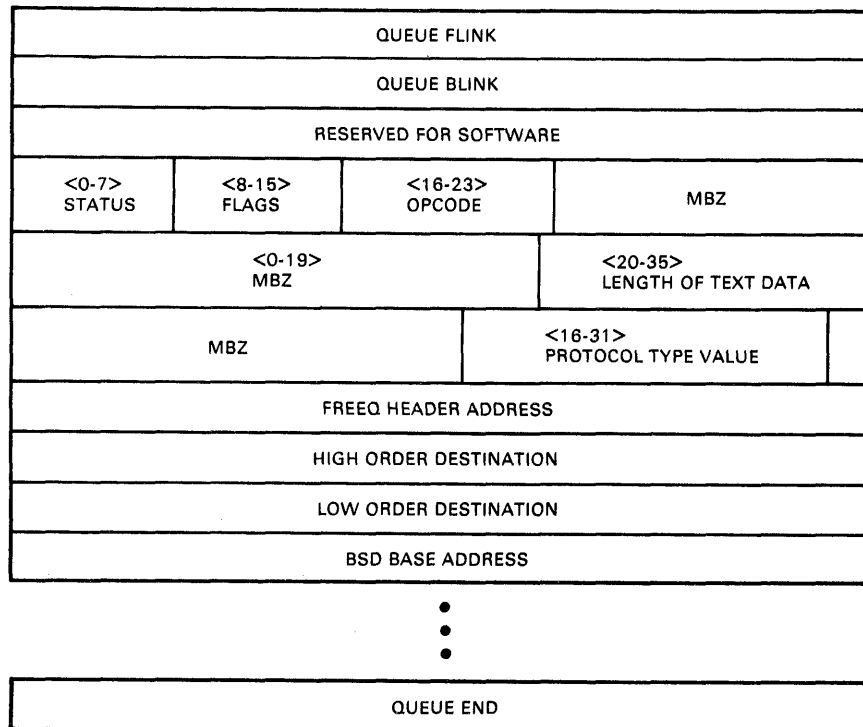 QUEUE FLINK
QUEUE BLINK
RESERVED FOR SOFTWARE
<0-7>
STATUS
<8-15>
FLAGS
<16-23>
OPCODE
MBZ
<0-19>
MBZ
<20-35>
LENGTH OF TEXT DATA
MBZ
<16-31>
PROTOCOL TYPE VALUE
FREEQ HEADER ADDRESS
HIGH ORDER DESTINATION
LOW ORDER DESTINATION
BSD BASE ADDRESS
QUEUE END